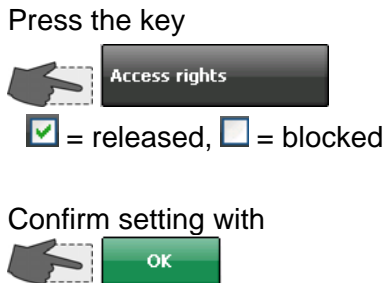 Press the key
Access rights
= released, = blocked
Confirm setting with
OK